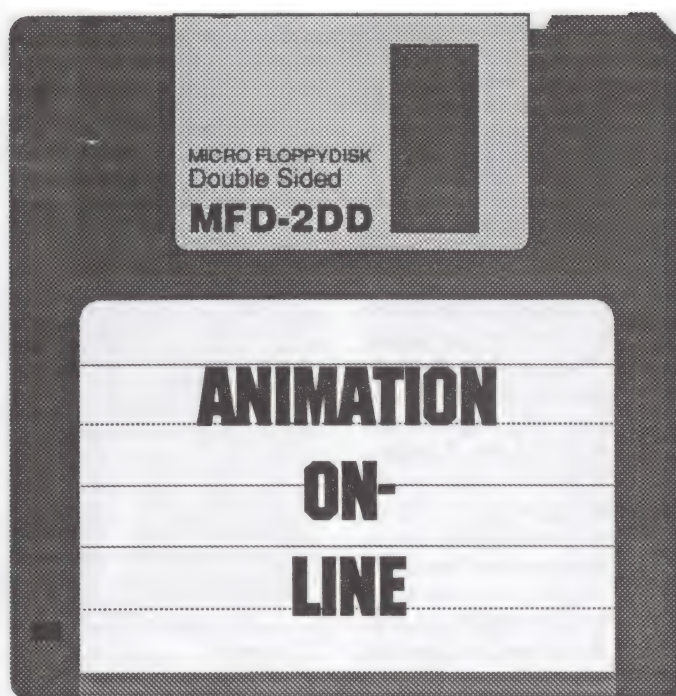 MICRO FLOPPYDISK
Double Sided
MFD-2DD
ANIMATION
ON-
LINE